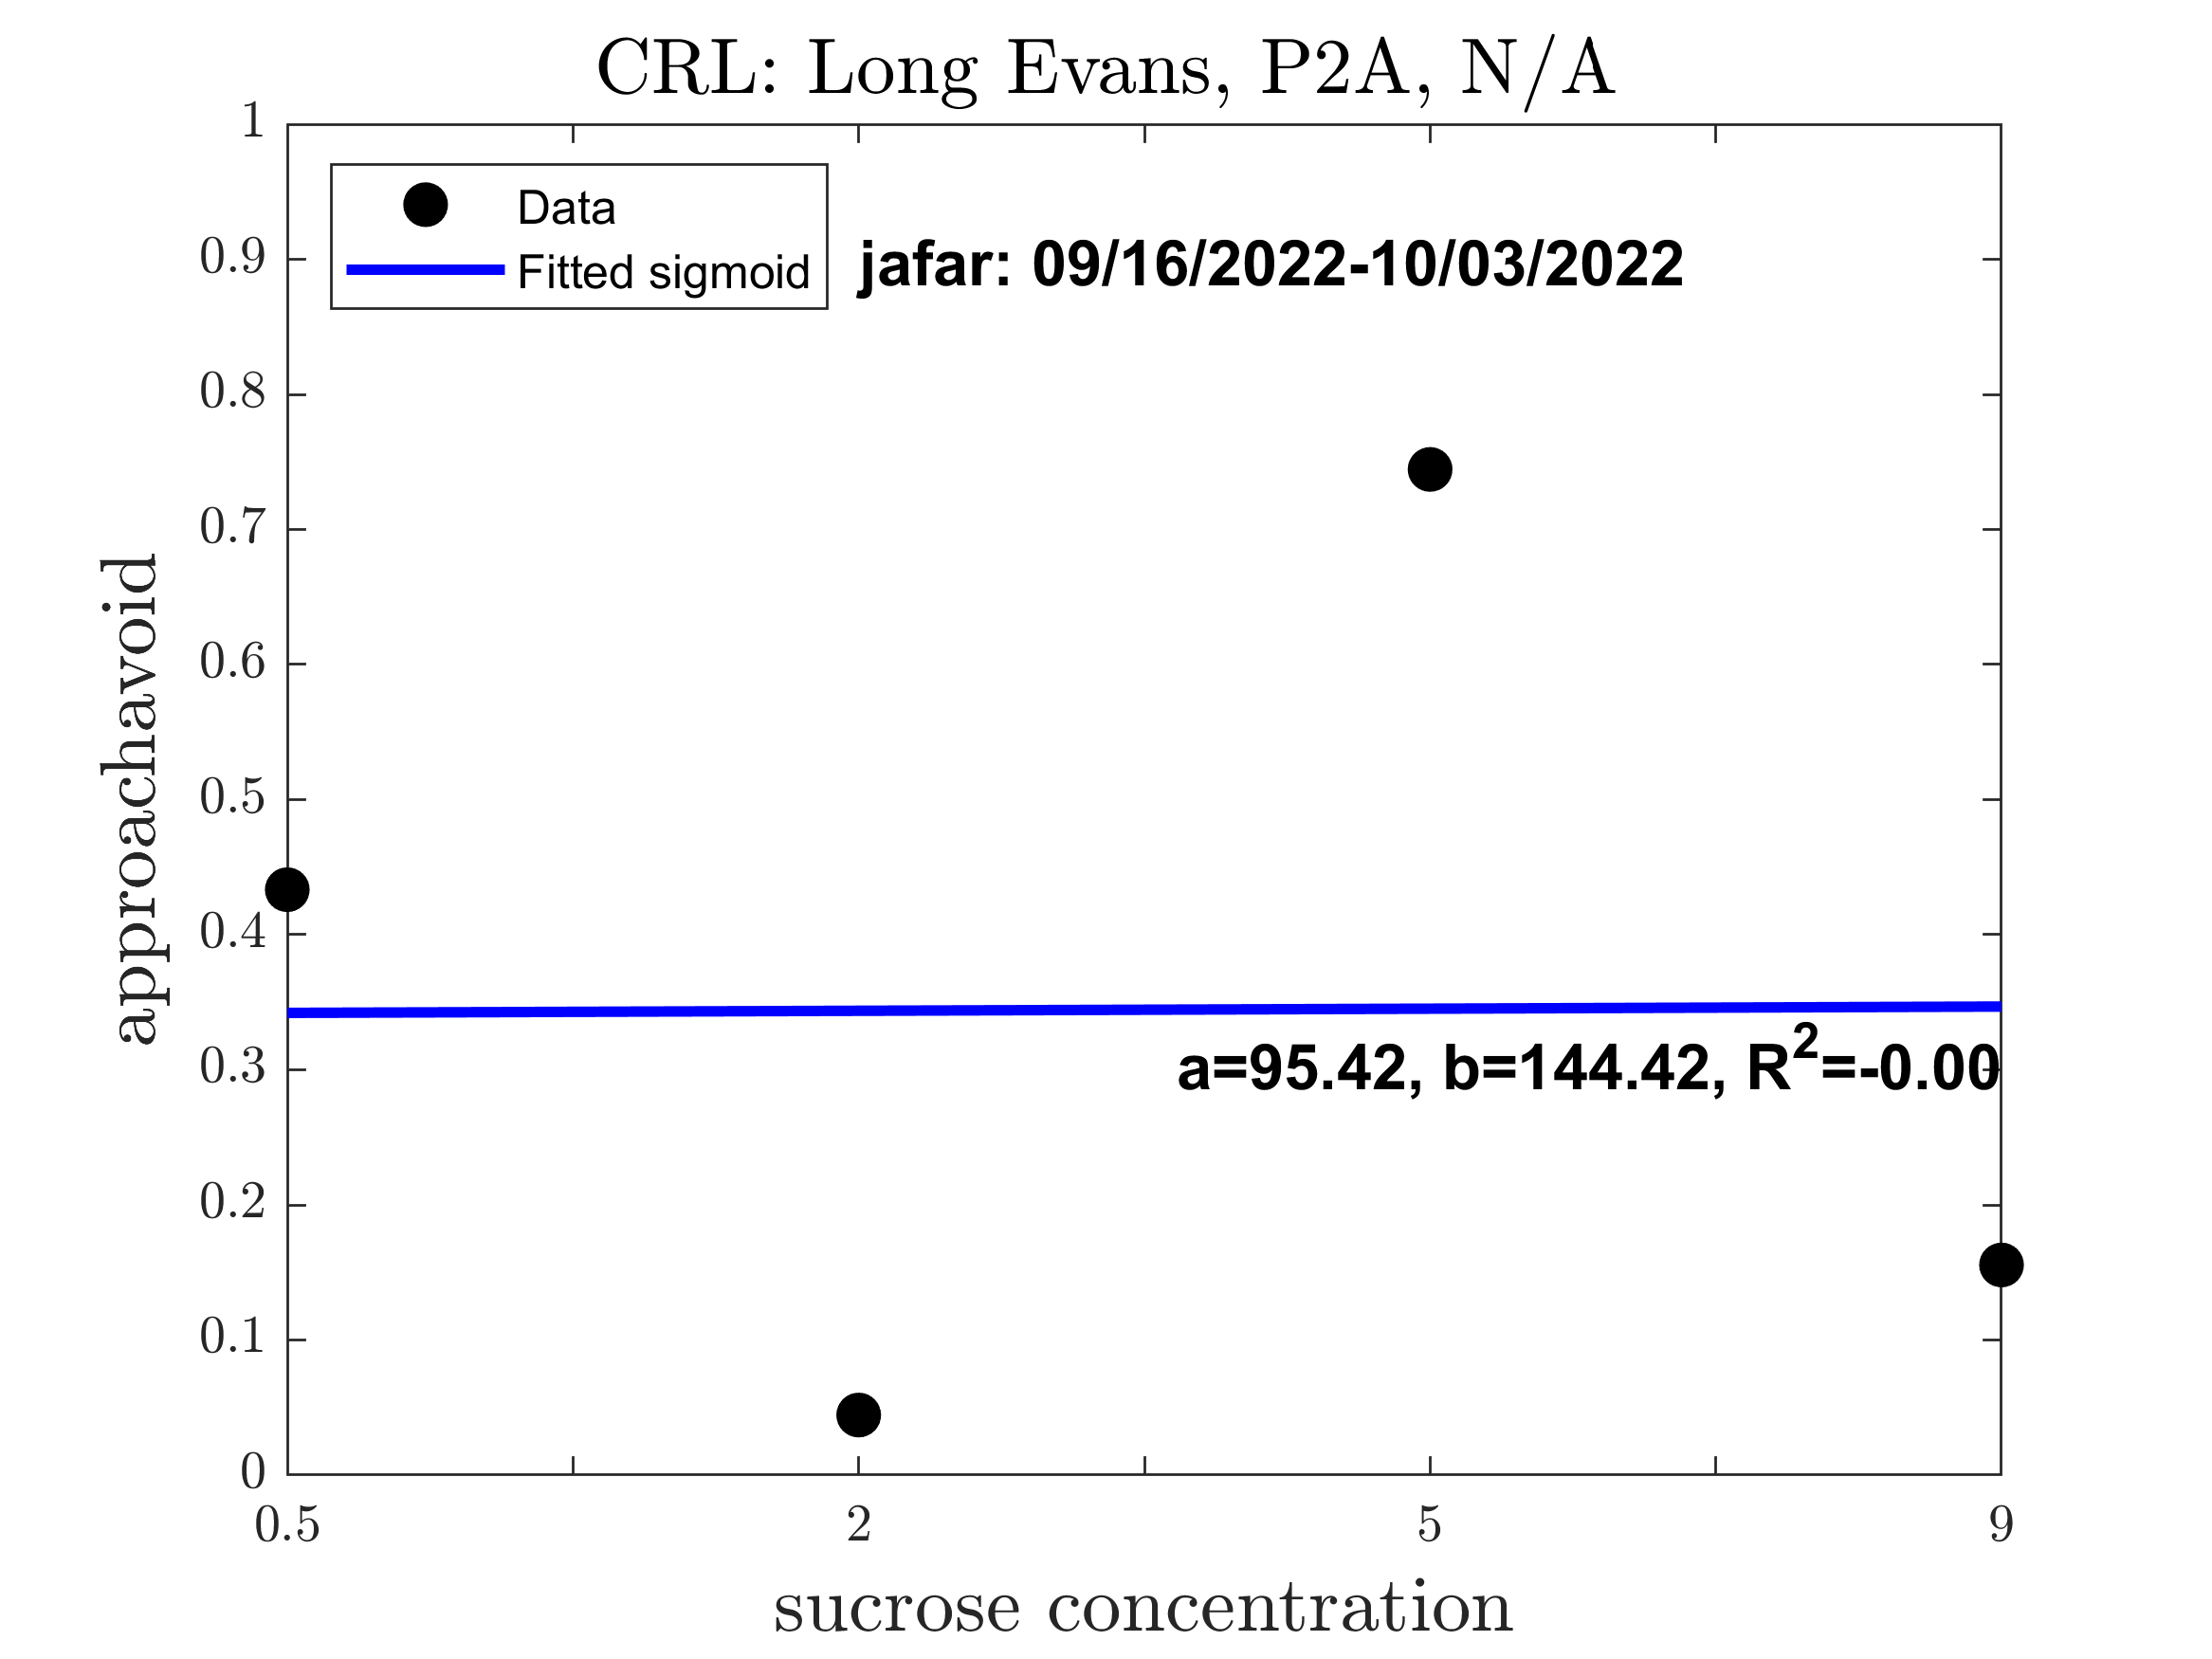 CRL: Long Evans, P2A, N/A
1
Data
Fitted sigmoid
jafar: 09/16/2022-10/03/2022
0.9
0.8
0.7
0.6
0.5
0.4
0.3
0.2
0.1
0
approachavoid
a=95.42, b=144.42, R²=-0.00
0.5 2 5 9
sucrose concentration